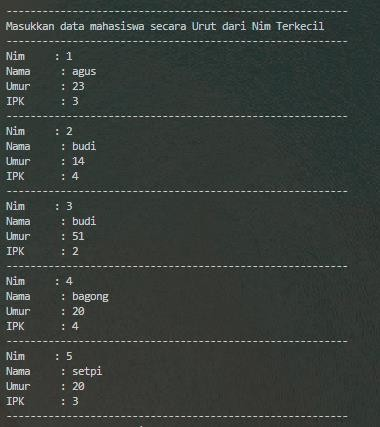 ---------------------------------------------------------
Masukkan data mahasiswa secara Urut dari Nim Terkecil
---------------------------------------------------------
Nim     : 1
Nama     : agus
Umur     : 23
IPK      : 3
---------------------------------------------------------
Nim     : 2
Nama     : budi
Umur     : 14
IPK      : 4
---------------------------------------------------------
Nim     : 3
Nama     : budi
Umur     : 51
IPK      : 2
---------------------------------------------------------
Nim     : 4
Nama     : bagong
Umur     : 20
IPK      : 4
---------------------------------------------------------
Nim     : 5
Nama     : setpi
Umur     : 20
IPK      : 3
---------------------------------------------------------